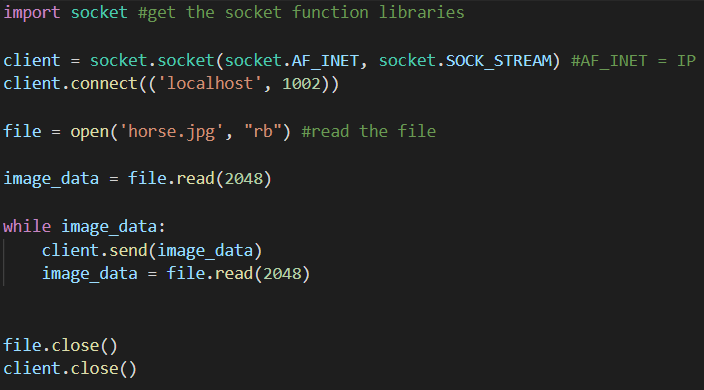 import socket #get the socket function libraries
client = socket.socket(socket.AF_INET, socket.SOCK_STREAM) #AF_INET = IP
client.connect(('localhost', 1002))
file = open('horse.jpg', "rb") #read the file
image_data = file.read(2048)
while image_data:
    client.send(image_data)
    image_data = file.read(2048)
file.close()
client.close()